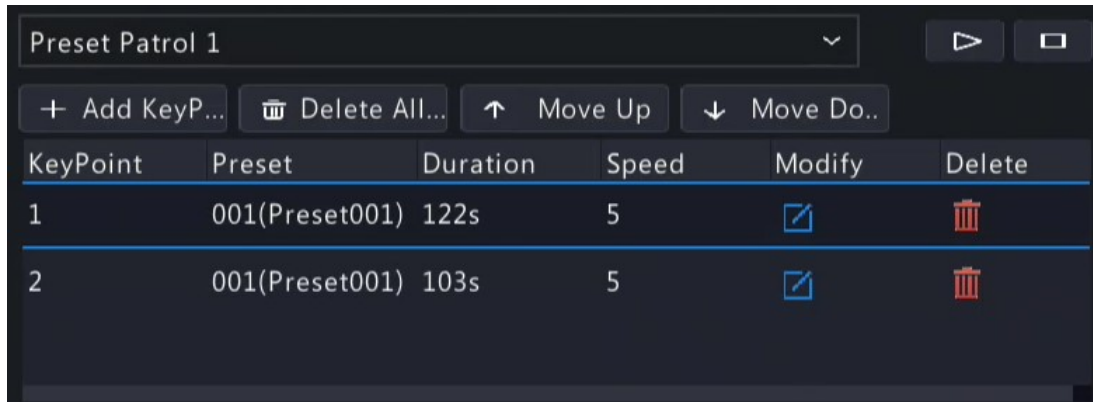 Preset Patrol 1
Add KeyP... Delete All... Move Up Move Do..
KeyPoint Preset Duration Speed Modify Delete
1 001(Preset001) 122s 5
2 001(Preset001) 103s 5